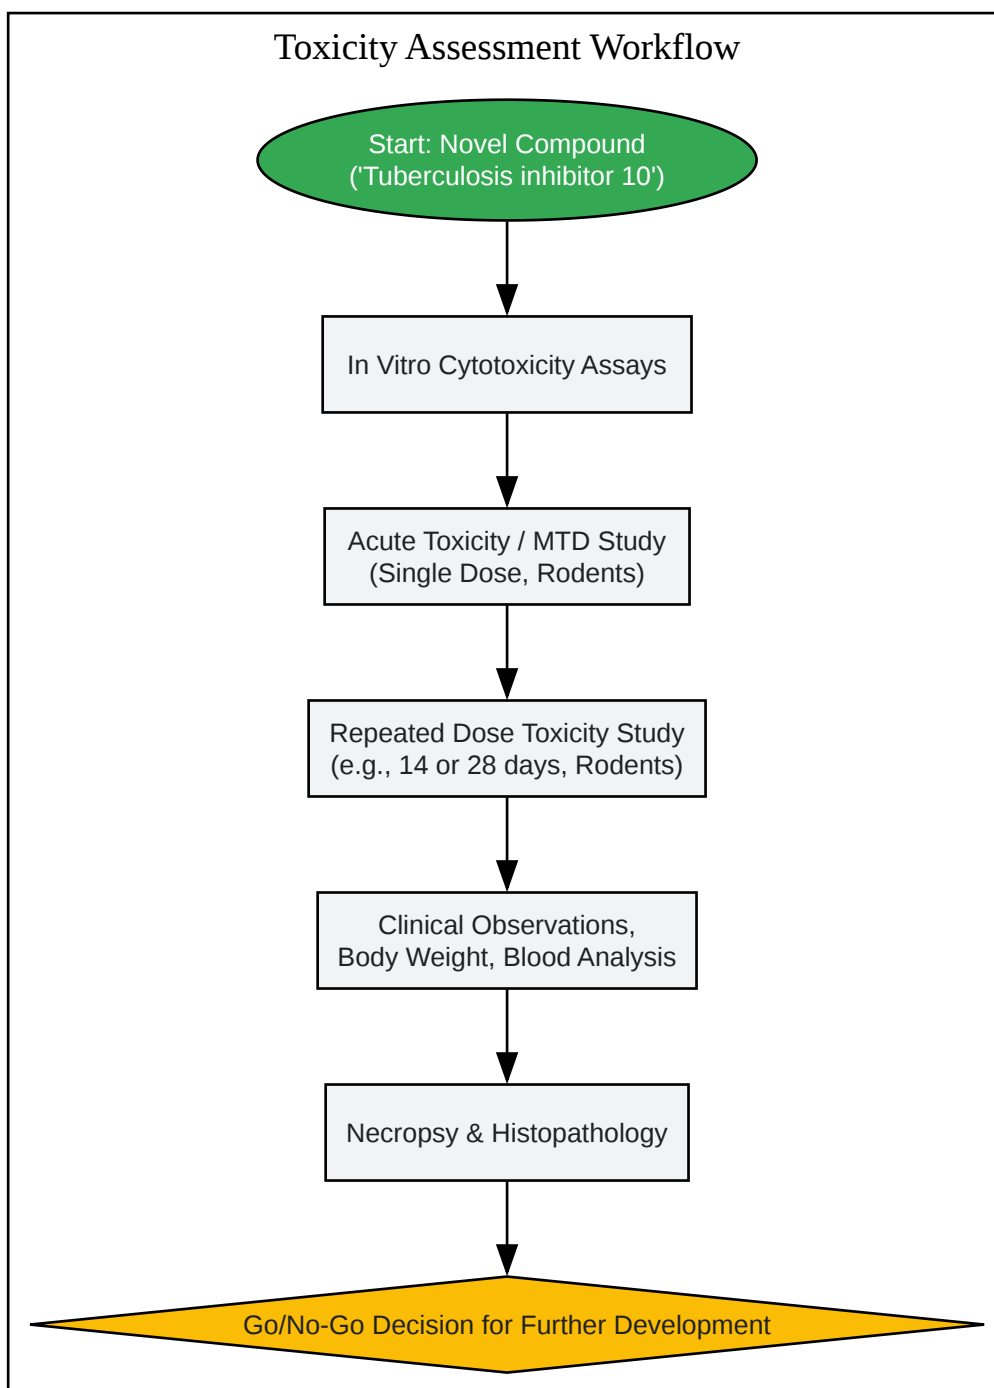 Toxicity Assessment Workflow
Start: Novel Compound
('Tuberculosis inhibitor 10')
In Vitro Cytotoxicity Assays
Acute Toxicity / MTD Study
(Single Dose, Rodents)
Repeated Dose Toxicity Study
(e.g., 14 or 28 days, Rodents)
Clinical Observations,
Body Weight, Blood Analysis
Necropsy & Histopathology
Go/No-Go Decision for Further Development